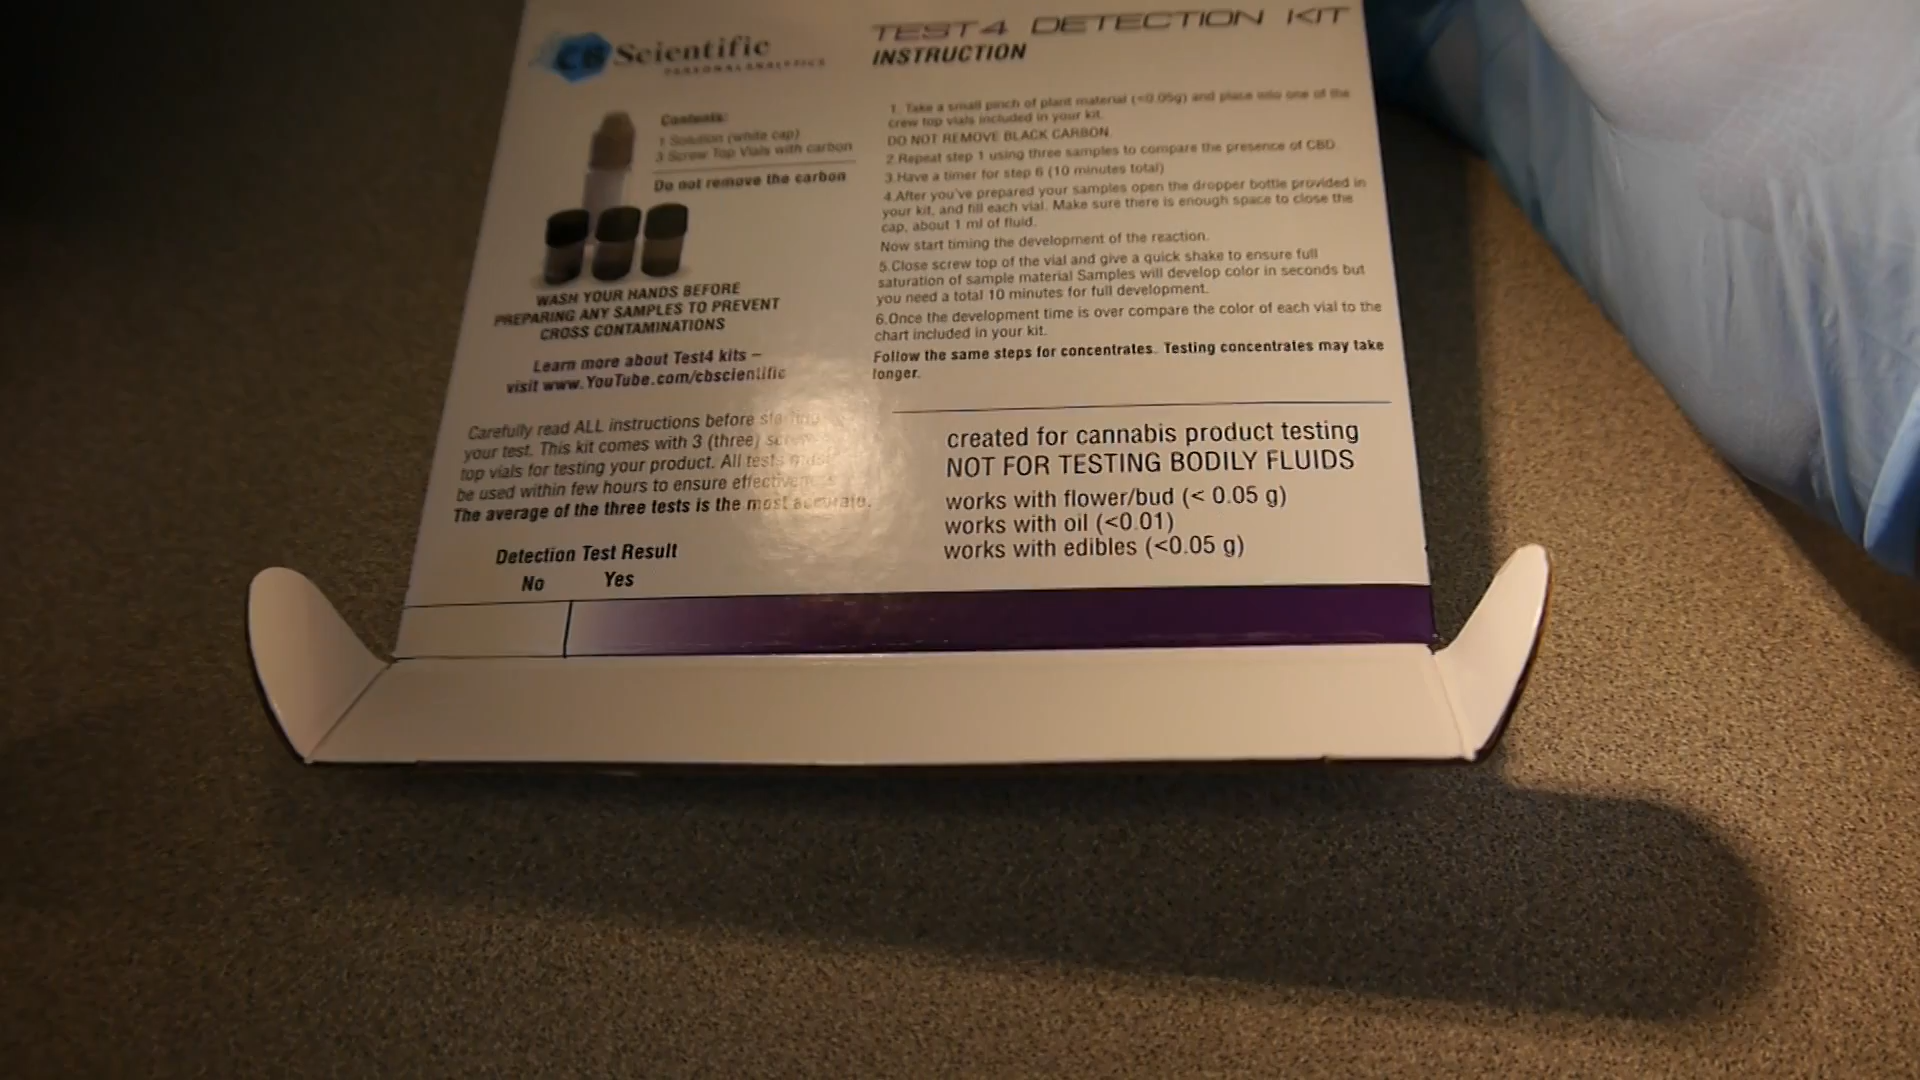 CB Scientific
PERSONAL ANALYTICS
Contents:
1 Solution (white cap)
3 Screw Top Vials with carbon
Do not remove the carbon
WASH YOUR HANDS BEFORE
PREPARING ANY SAMPLES TO PREVENT
CROSS CONTAMINATIONS
Learn more about Test4 kits –
visit www.YouTube.com/cbscientific
Carefully read ALL instructions before starting
your test. This kit comes with 3 (three) screw
top vials for testing your product. All tests must
be used within few hours to ensure effectiveness
The average of the three tests is the most accurate.
Detection Test Result
No Yes
TEST4 DETECTION KIT
INSTRUCTION
1. Take a small pinch of plant material (<0.05g) and place into one of the
crew top vials included in your kit.
DO NOT REMOVE BLACK CARBON
2.Repeat step 1 using three samples to compare the presence of CBD
3.Have a timer for step 6 (10 minutes total)
4.After you've prepared your samples open the dropper bottle provided in
your kit, and fill each vial. Make sure there is enough space to close the
cap, about 1 ml of fluid.
Now start timing the development of the reaction.
5.Close screw top of the vial and give a quick shake to ensure full
saturation of sample material Samples will develop color in seconds but
you need a total 10 minutes for full development.
6.Once the development time is over compare the color of each vial to the
chart included in your kit.
Follow the same steps for concentrates. Testing concentrates may take
longer.
created for cannabis product testing
NOT FOR TESTING BODILY FLUIDS
works with flower/bud (< 0.05 g)
works with oil (<0.01)
works with edibles (<0.05 g)